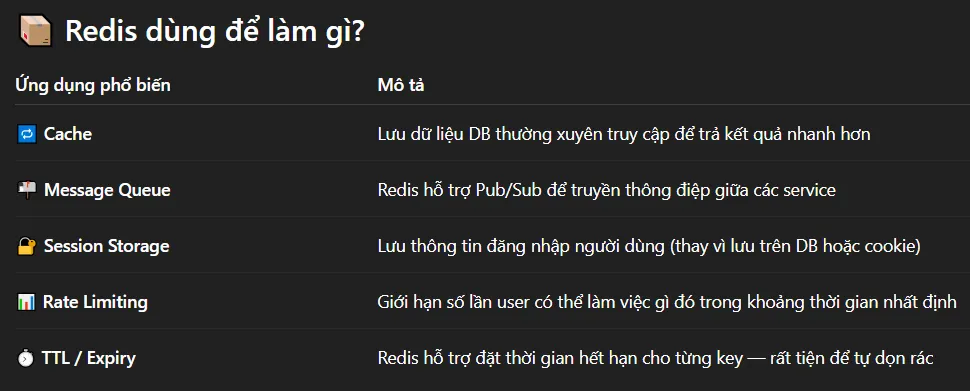 Redis dùng để làm gì?
Ứng dụng phổ biến Mô tả
Cache Lưu dữ liệu DB thường xuyên truy cập để trả kết quả nhanh hơn
Message Queue Redis hỗ trợ Pub/Sub để truyền thông điệp giữa các service
Session Storage Lưu thông tin đăng nhập người dùng (thay vì lưu trên DB hoặc cookie)
Rate Limiting Giới hạn số lần user có thể làm việc gì đó trong khoảng thời gian nhất định
TTL / Expiry Redis hỗ trợ đặt thời gian hết hạn cho từng key — rất tiện để tự dọn rác